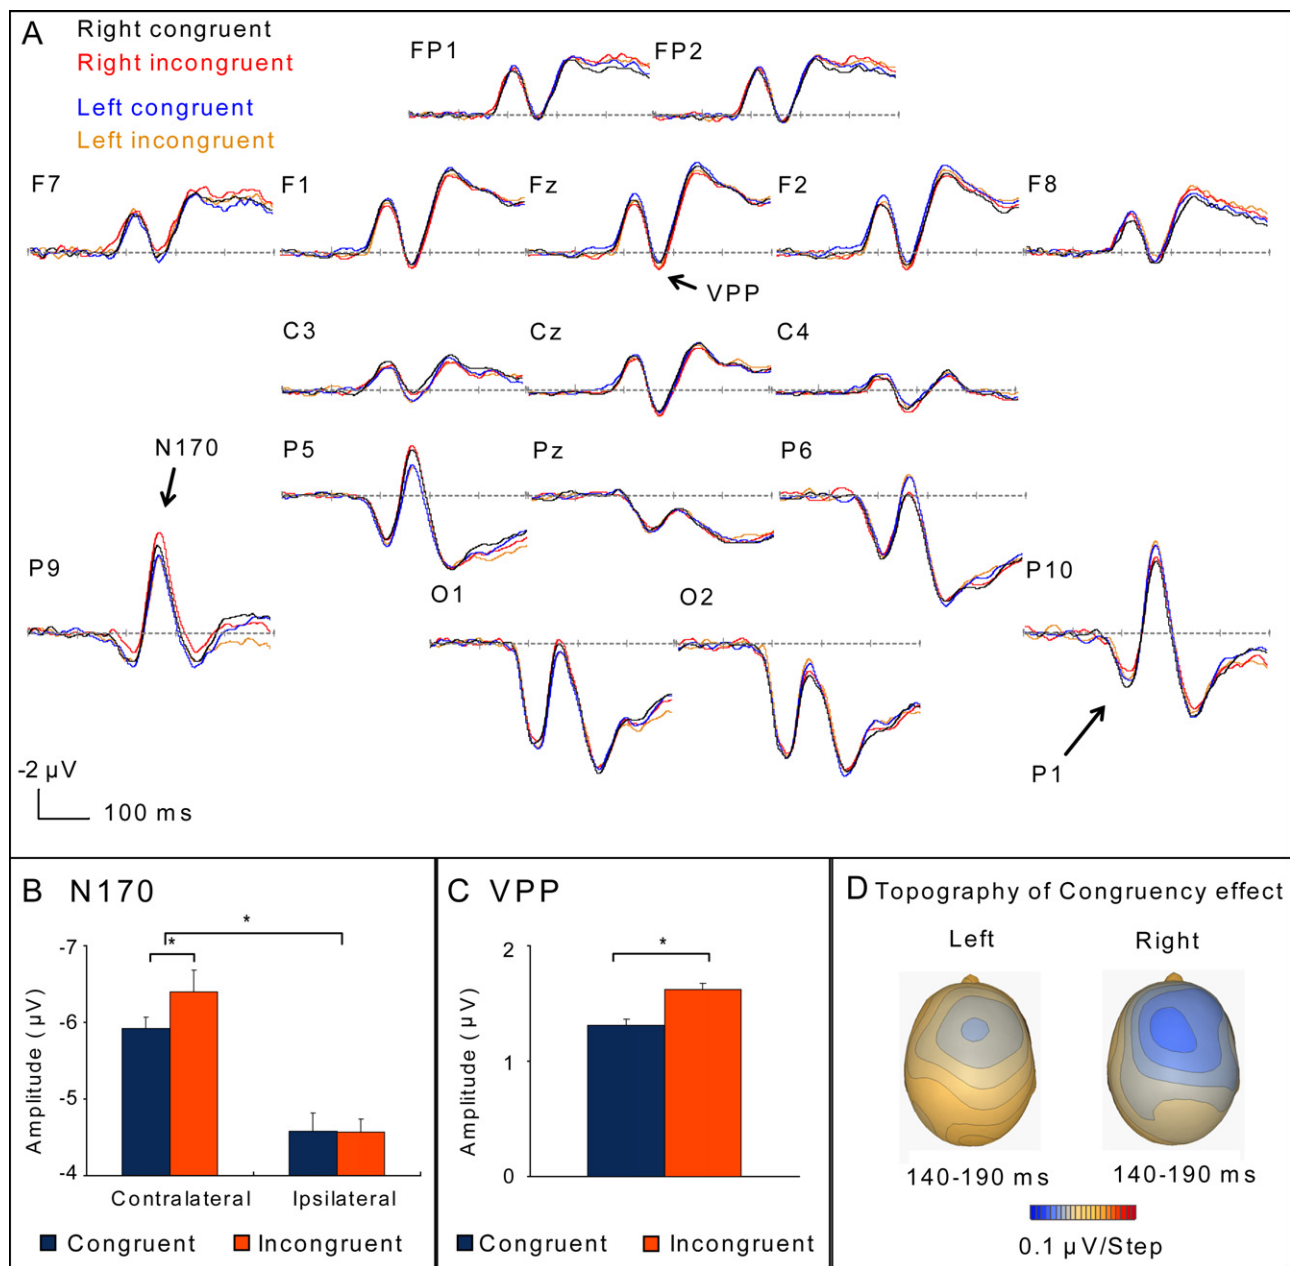 A
Right congruent
Right incongruent
Left congruent
Left incongruent
FP1 FP2
F7 F1 Fz F2 F8
VPP
C3 Cz C4
N170
P5 Pz P6
P9 P10
O1 O2
P1
-2 µV
100 ms
B N170
*
*
-7
-6
-5
-4
Amplitude (µV)
Contralateral Ipsilateral
Congruent Incongruent
C VPP
*
2
1
0
Amplitude (µV)
Congruent Incongruent
D Topography of Congruency effect
Left Right
140-190 ms 140-190 ms
0.1 µV/Step